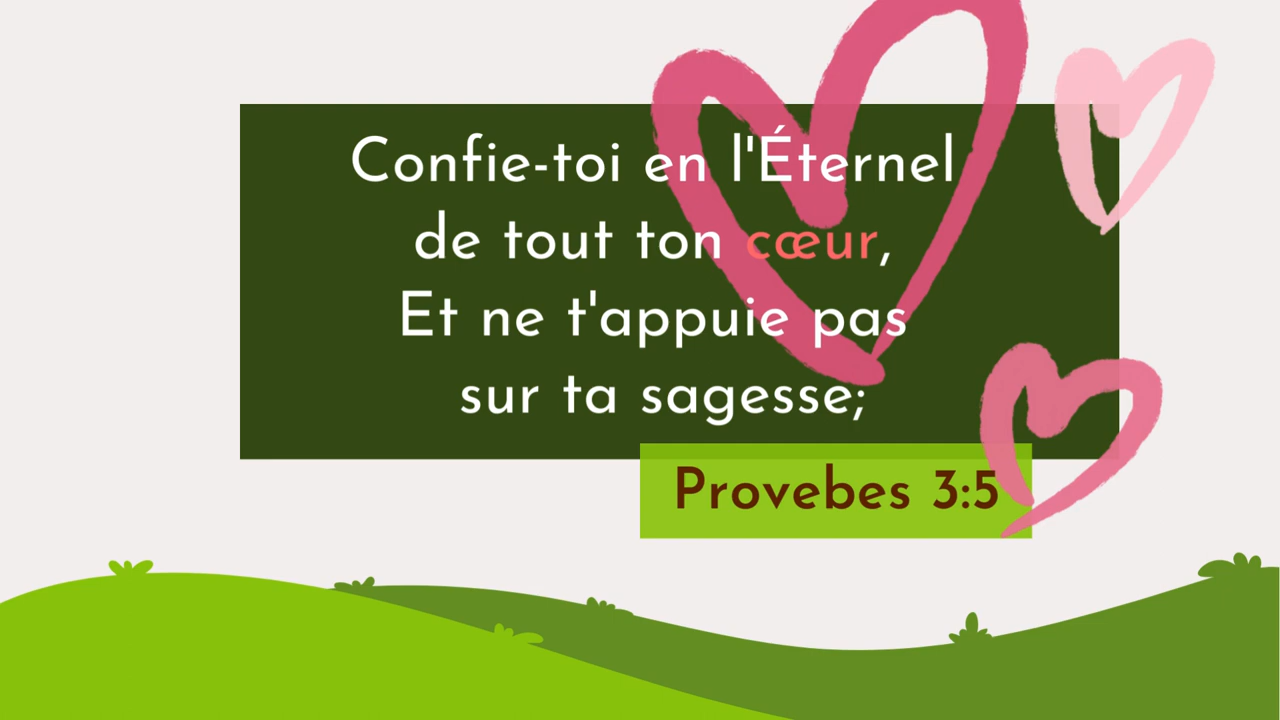 Confie-toi en l'Éternel
de tout ton cœur,
Et ne t'appuie pas
sur ta sagesse;
Provebes 3:5